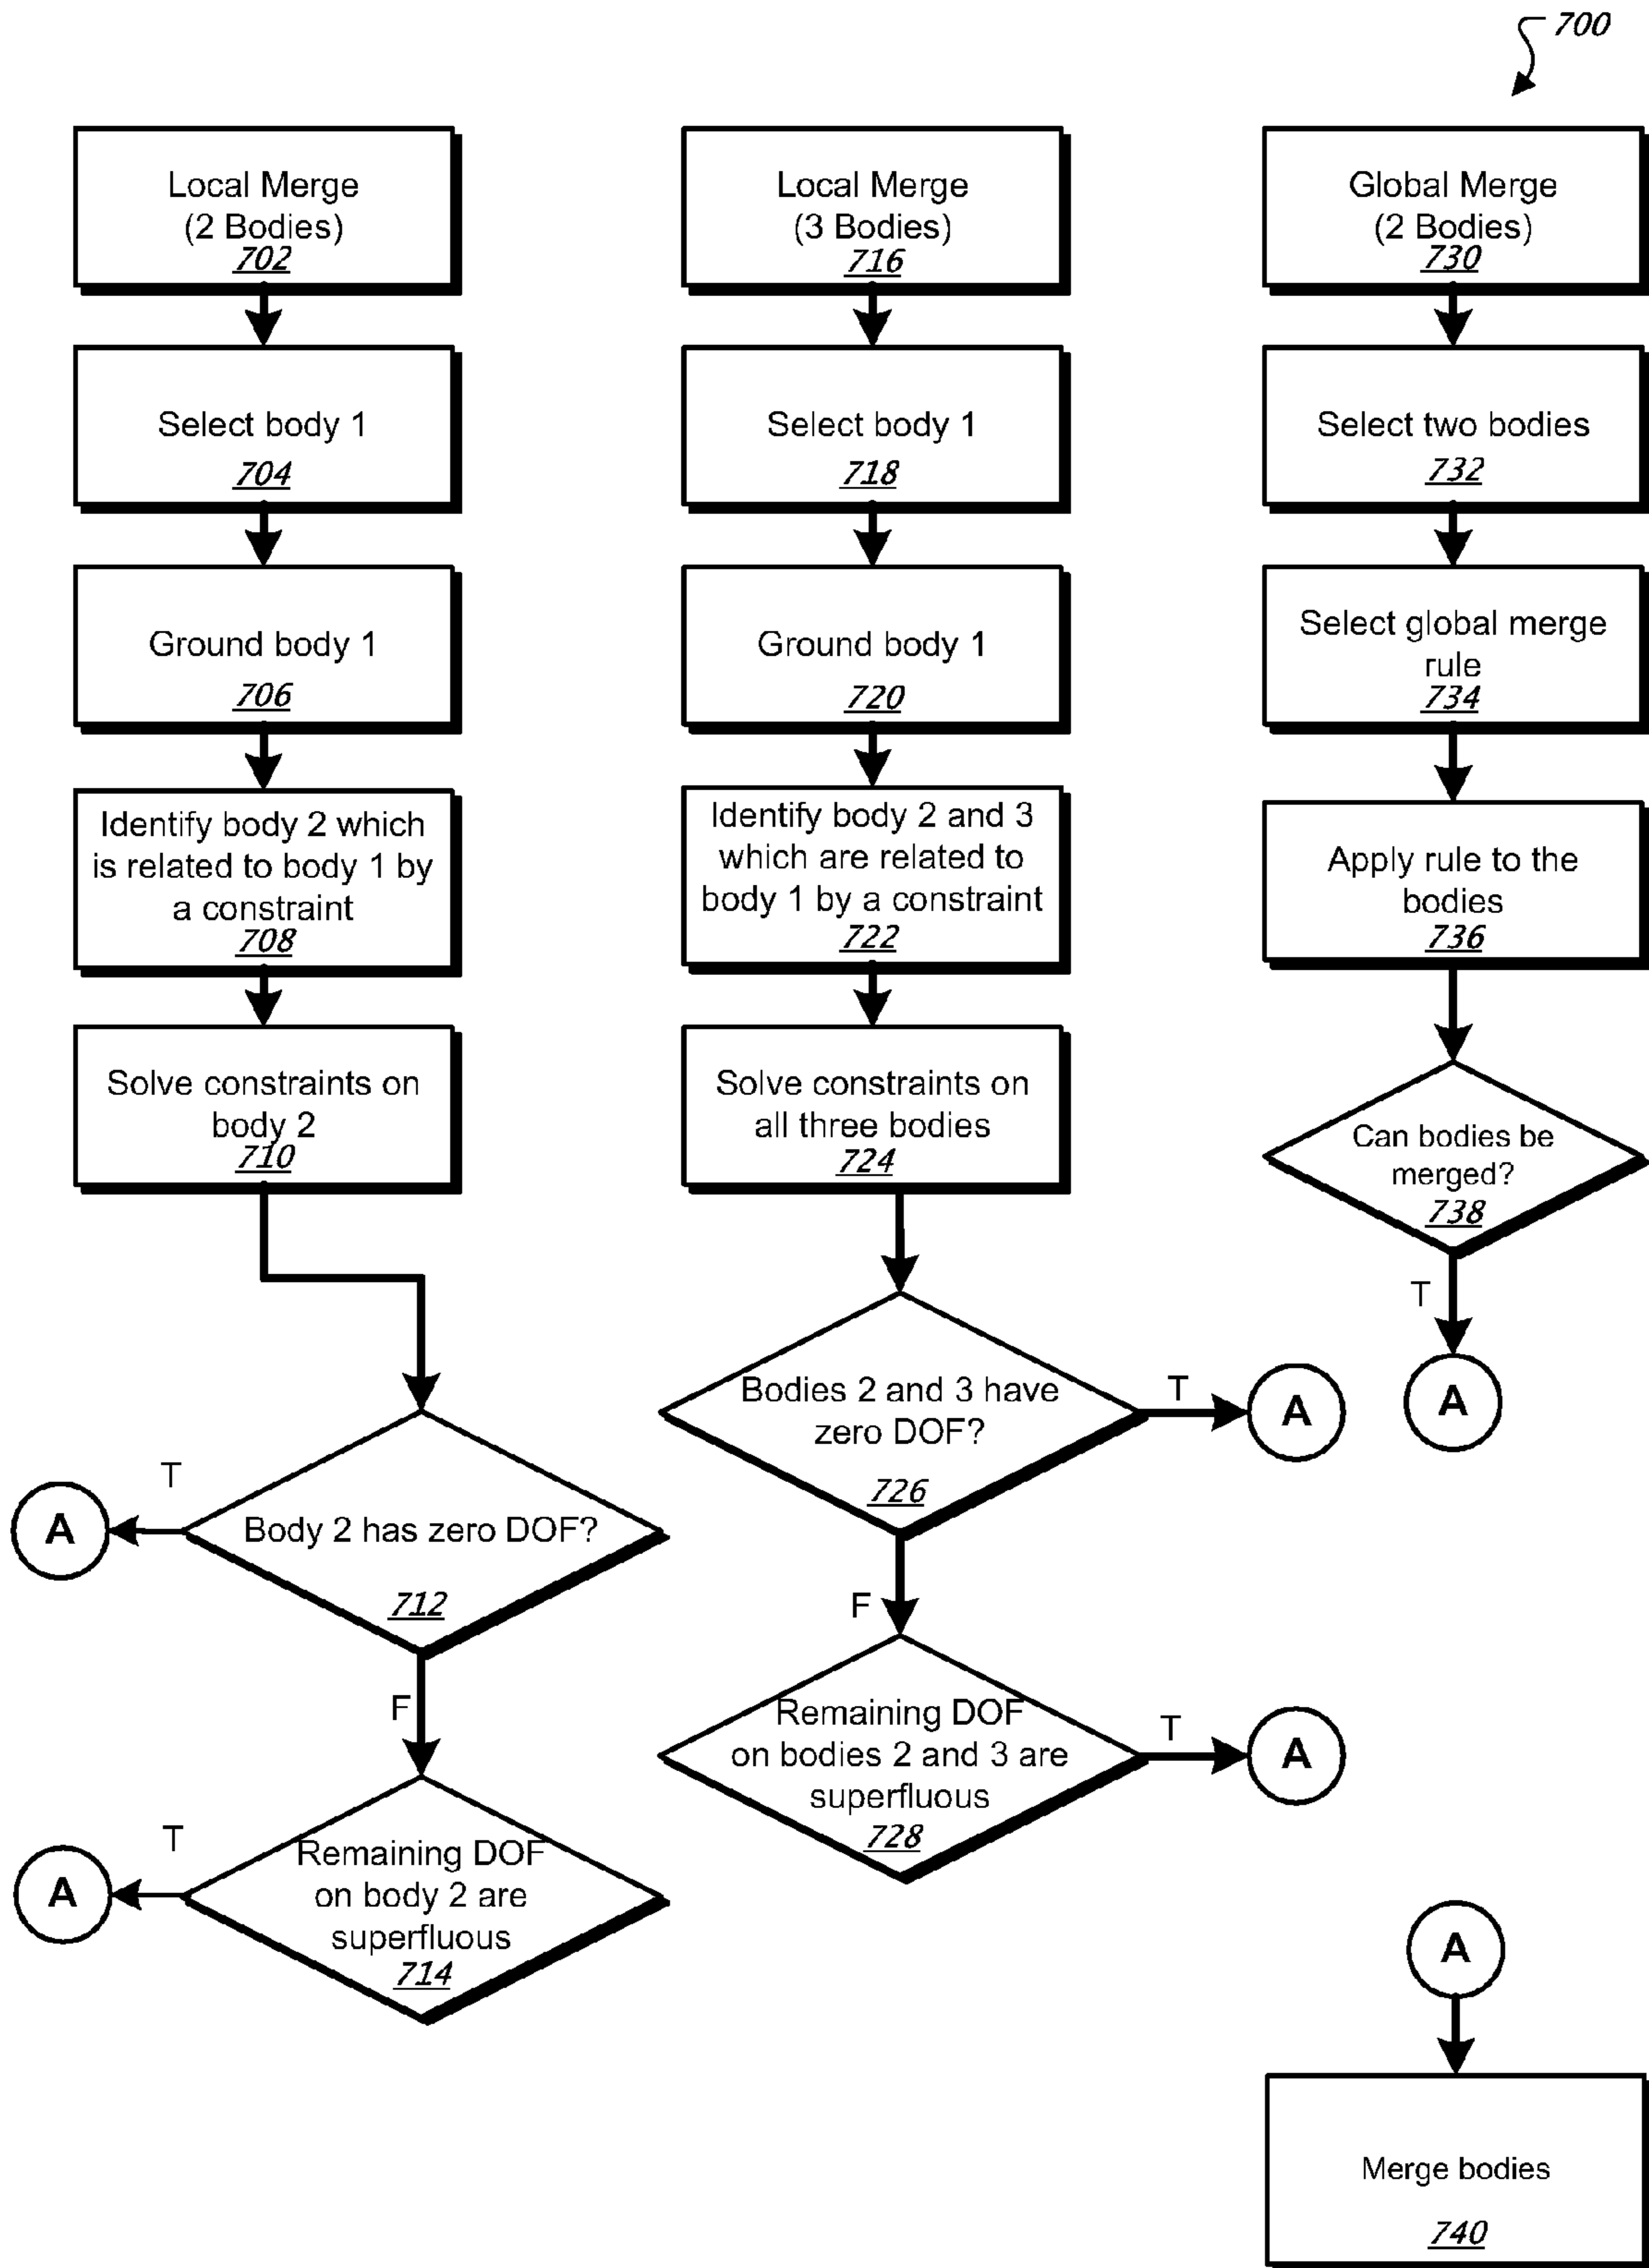 700
Local Merge
(2 Bodies)
702
Select body 1
704
Ground body 1
706
Identify body 2 which
is related to body 1 by
a constraint
708
Solve constraints on
body 2
710
T
A
Body 2 has zero DOF?
712
F
T
A
Remaining DOF
on body 2 are
superfluous
714
Local Merge
(3 Bodies)
716
Select body 1
718
Ground body 1
720
Identify body 2 and 3
which are related to
body 1 by a constraint
722
Solve constraints on
all three bodies
724
Bodies 2 and 3 have
zero DOF?
726
T
A
F
Remaining DOF
on bodies 2 and 3 are
superfluous
728
T
A
Global Merge
(2 Bodies)
730
Select two bodies
732
Select global merge
rule
734
Apply rule to the
bodies
736
Can bodies be
merged?
738
T
A
A
Merge bodies
740